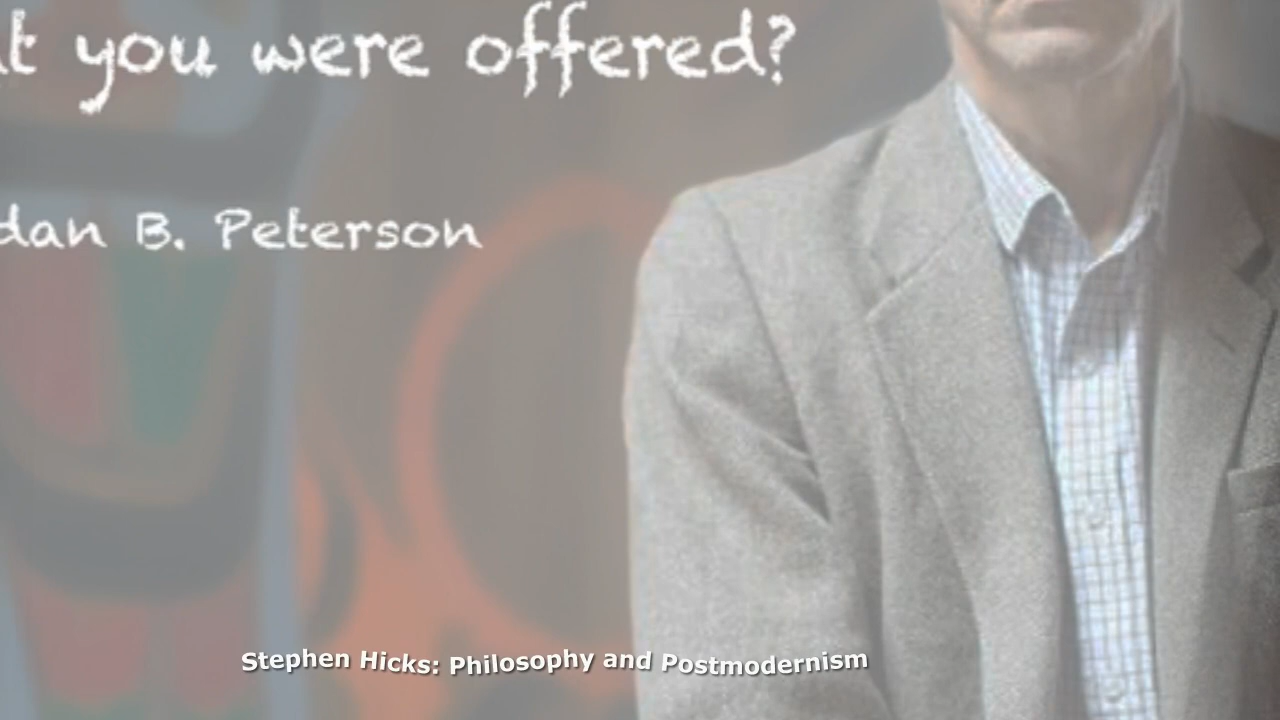 t you were offered?
dan B. Peterson
Stephen Hicks: Philosophy and Postmodernism